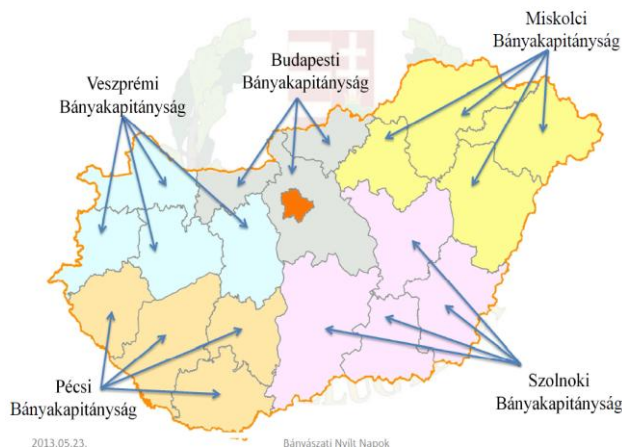 Miskolci
Bányakapitányság
Budapesti
Bányakapitányság
Veszprémi
Bányakapitányság
Pécsi
Bányakapitányság
Szolnoki
Bányakapitányság
2013.05.23.
Bányászati Nyílt Napok